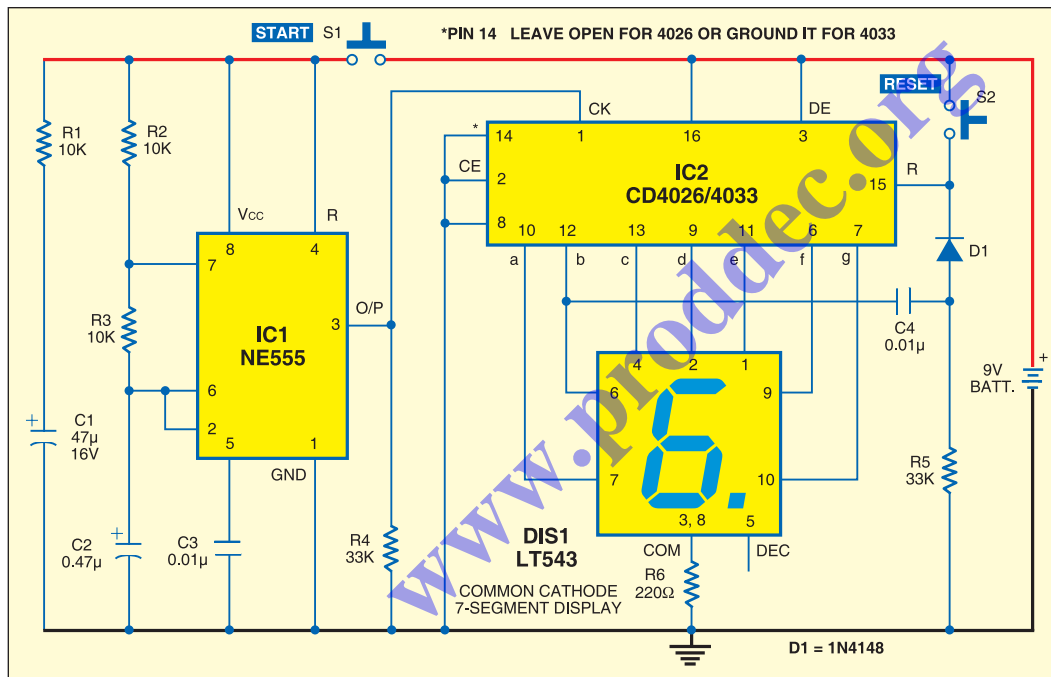 START S1
*PIN 14 LEAVE OPEN FOR 4026 OR GROUND IT FOR 4033
RESET
S2
R1
10K
R2
10K
R3
10K
C1
47µ
16V
C2
0.47µ
C3
0.01µ
VCC
R
8
4
7
6
2
5
1
3
O/P
IC1
NE555
GND
R4
33K
CK
DE
*
CE
14
2
8
1
16
3
15
R
IC2
CD4026/4033
10
12
13
9
11
6
7
a
b
c
d
e
f
g
D1
C4
0.01µ
4
2
1
6
9
7
10
3, 8
5
COM
DEC
DIS1
LT543
COMMON CATHODE
7-SEGMENT DISPLAY
R6
220Ω
R5
33K
+
9V
BATT.
+
+
D1 = 1N4148
6.
www.proddec.org